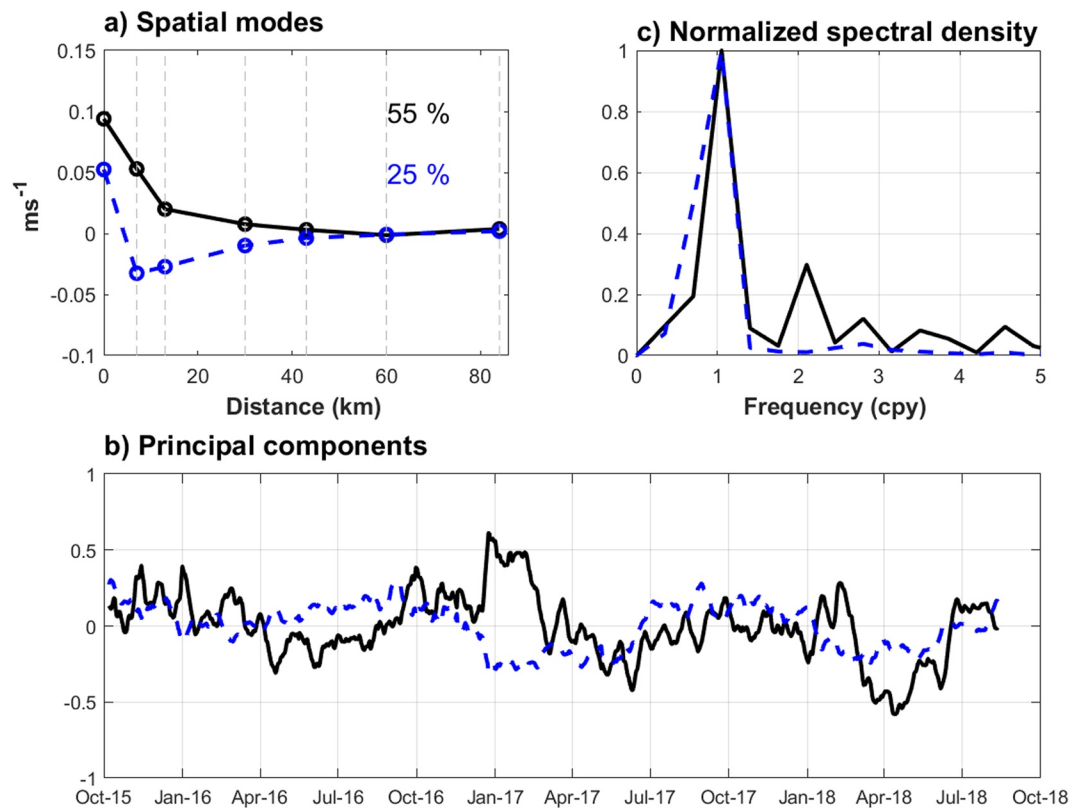 a) Spatial modes
0.15
0.1
0.05
0
-0.05
-0.1
ms-1
55 %
25 %
0 20 40 60 80
Distance (km)
c) Normalized spectral density
1
0.8
0.6
0.4
0.2
0
0 1 2 3 4 5
Frequency (cpy)
b) Principal components
1
0.5
0
-0.5
-1
Oct-15 Jan-16 Apr-16 Jul-16 Oct-16 Jan-17 Apr-17 Jul-17 Oct-17 Jan-18 Apr-18 Jul-18 Oct-18